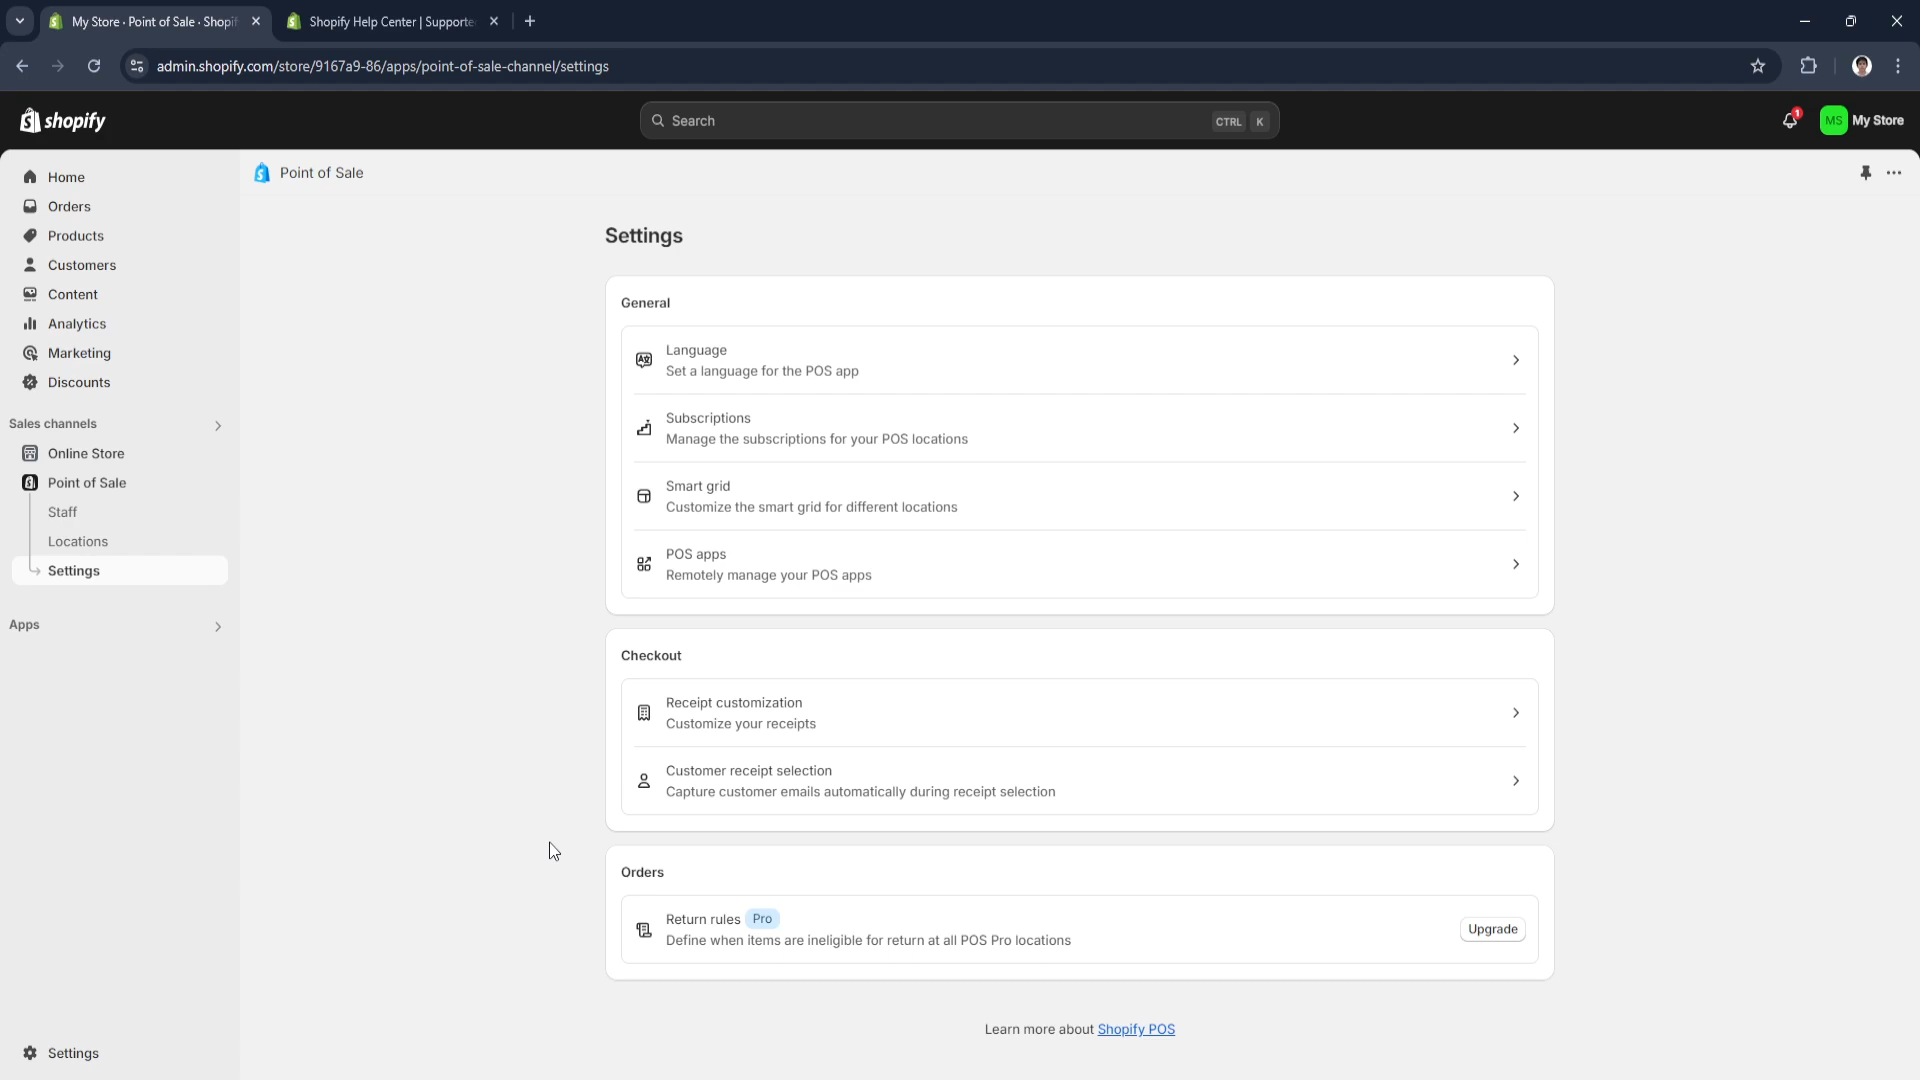 My Store · Point of Sale · Shopif
Shopify Help Center | Supporte
admin.shopify.com/store/9167a9-86/apps/point-of-sale-channel/settings
shopify
Search
CTRL K
1
MS My Store
Home
Orders
Products
Customers
Content
Analytics
Marketing
Discounts
Sales channels
Online Store
Point of Sale
Staff
Locations
Settings
Apps
Settings
Point of Sale
Settings
General
Language
Set a language for the POS app
Subscriptions
Manage the subscriptions for your POS locations
Smart grid
Customize the smart grid for different locations
POS apps
Remotely manage your POS apps
Checkout
Receipt customization
Customize your receipts
Customer receipt selection
Capture customer emails automatically during receipt selection
Orders
Return rules Pro
Define when items are ineligible for return at all POS Pro locations
Upgrade
Learn more about Shopify POS